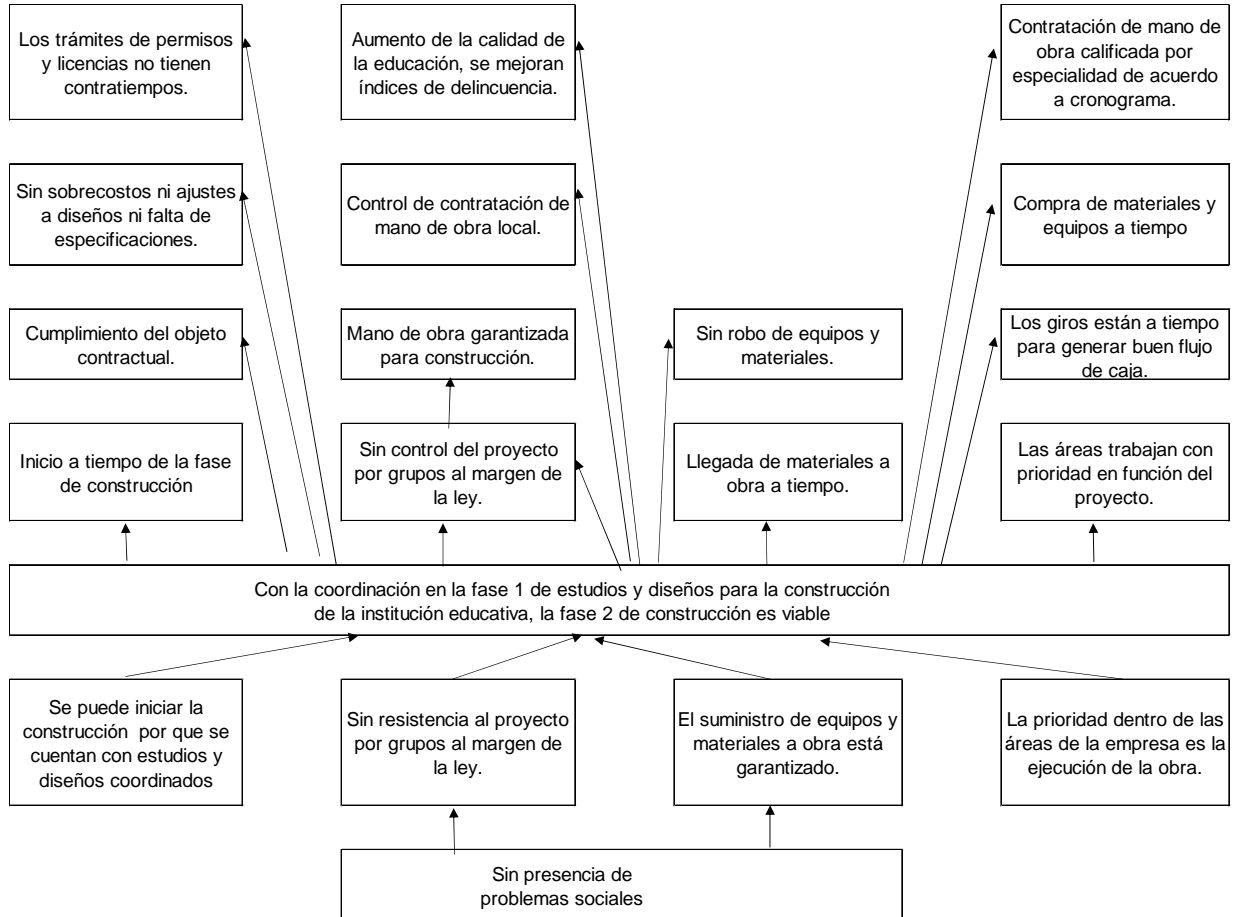 Los trámites de permisos
y licencias no tienen
contratiempos.
Aumento de la calidad de
la educación, se mejoran
índices de delincuencia.
Contratación de mano de
obra calificada por
especialidad de acuerdo
a cronograma.
Sin sobrecostos ni ajustes
a diseños ni falta de
especificaciones.
Control de contratación de
mano de obra local.
Compra de materiales y
equipos a tiempo
Cumplimiento del objeto
contractual.
Mano de obra garantizada
para construcción.
Sin robo de equipos y
materiales.
Los giros están a tiempo
para generar buen flujo
de caja.
Inicio a tiempo de la fase
de construcción
Sin control del proyecto
por grupos al margen de
la ley.
Llegada de materiales a
obra a tiempo.
Las áreas trabajan con
prioridad en función del
proyecto.
Con la coordinación en la fase 1 de estudios y diseños para la construcción
de la institución educativa, la fase 2 de construcción es viable
Se puede iniciar la
construcción por que se
cuentan con estudios y
diseños coordinados
Sin resistencia al proyecto
por grupos al margen de
la ley.
El suministro de equipos y
materiales a obra está
garantizado.
La prioridad dentro de las
áreas de la empresa es la
ejecución de la obra.
Sin presencia de
problemas sociales